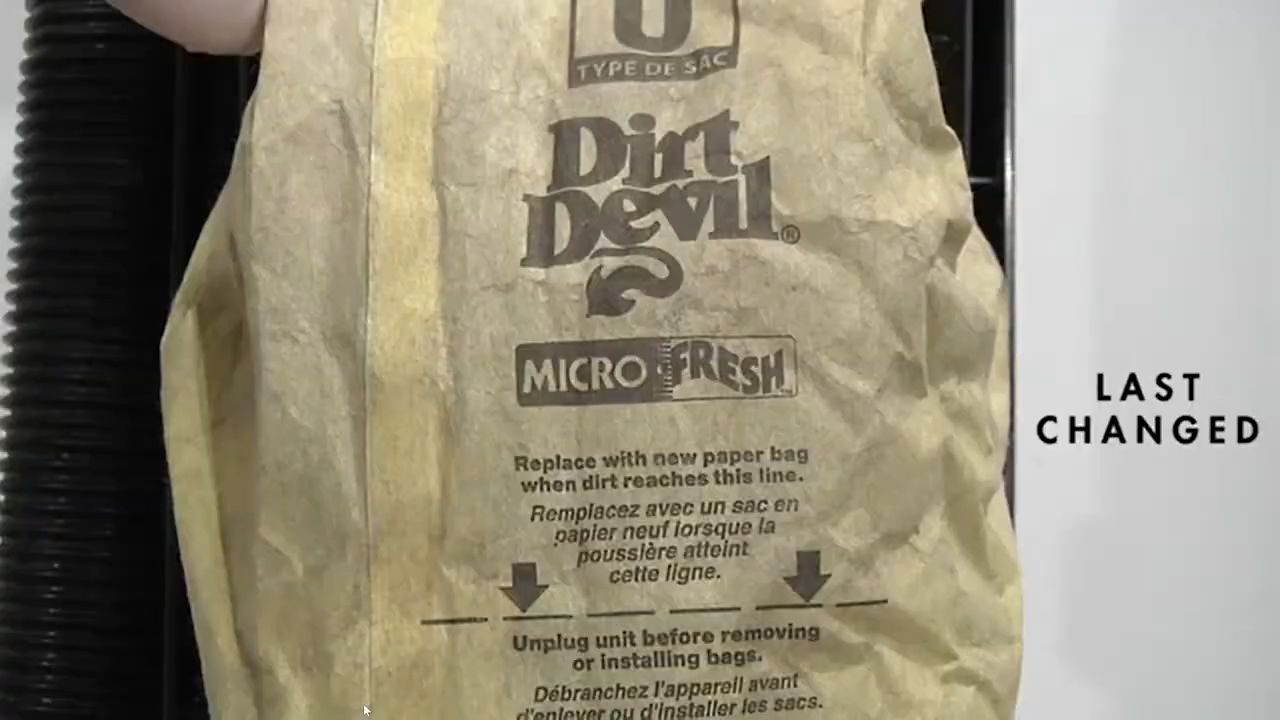 U
TYPE DE SAC
Dirt
Devil®
MICRO FRESH
Replace with new paper bag
when dirt reaches this line.
Remplacez avec un sac en
papier neuf lorsque la
poussière atteint
cette ligne.
Unplug unit before removing
or installing bags.
Débranchez l'appareil avant
d'enlever ou d'installer les sacs.
LAST
CHANGED